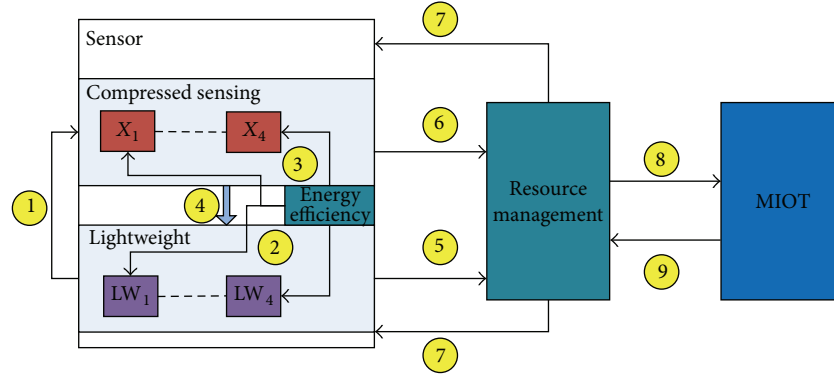 7
Sensor
Compressed sensing
6
X1
X4
3
8
1
4
Energy
efficiency
Resource
management
MIOT
Lightweight
2
5
9
LW1
LW4
7